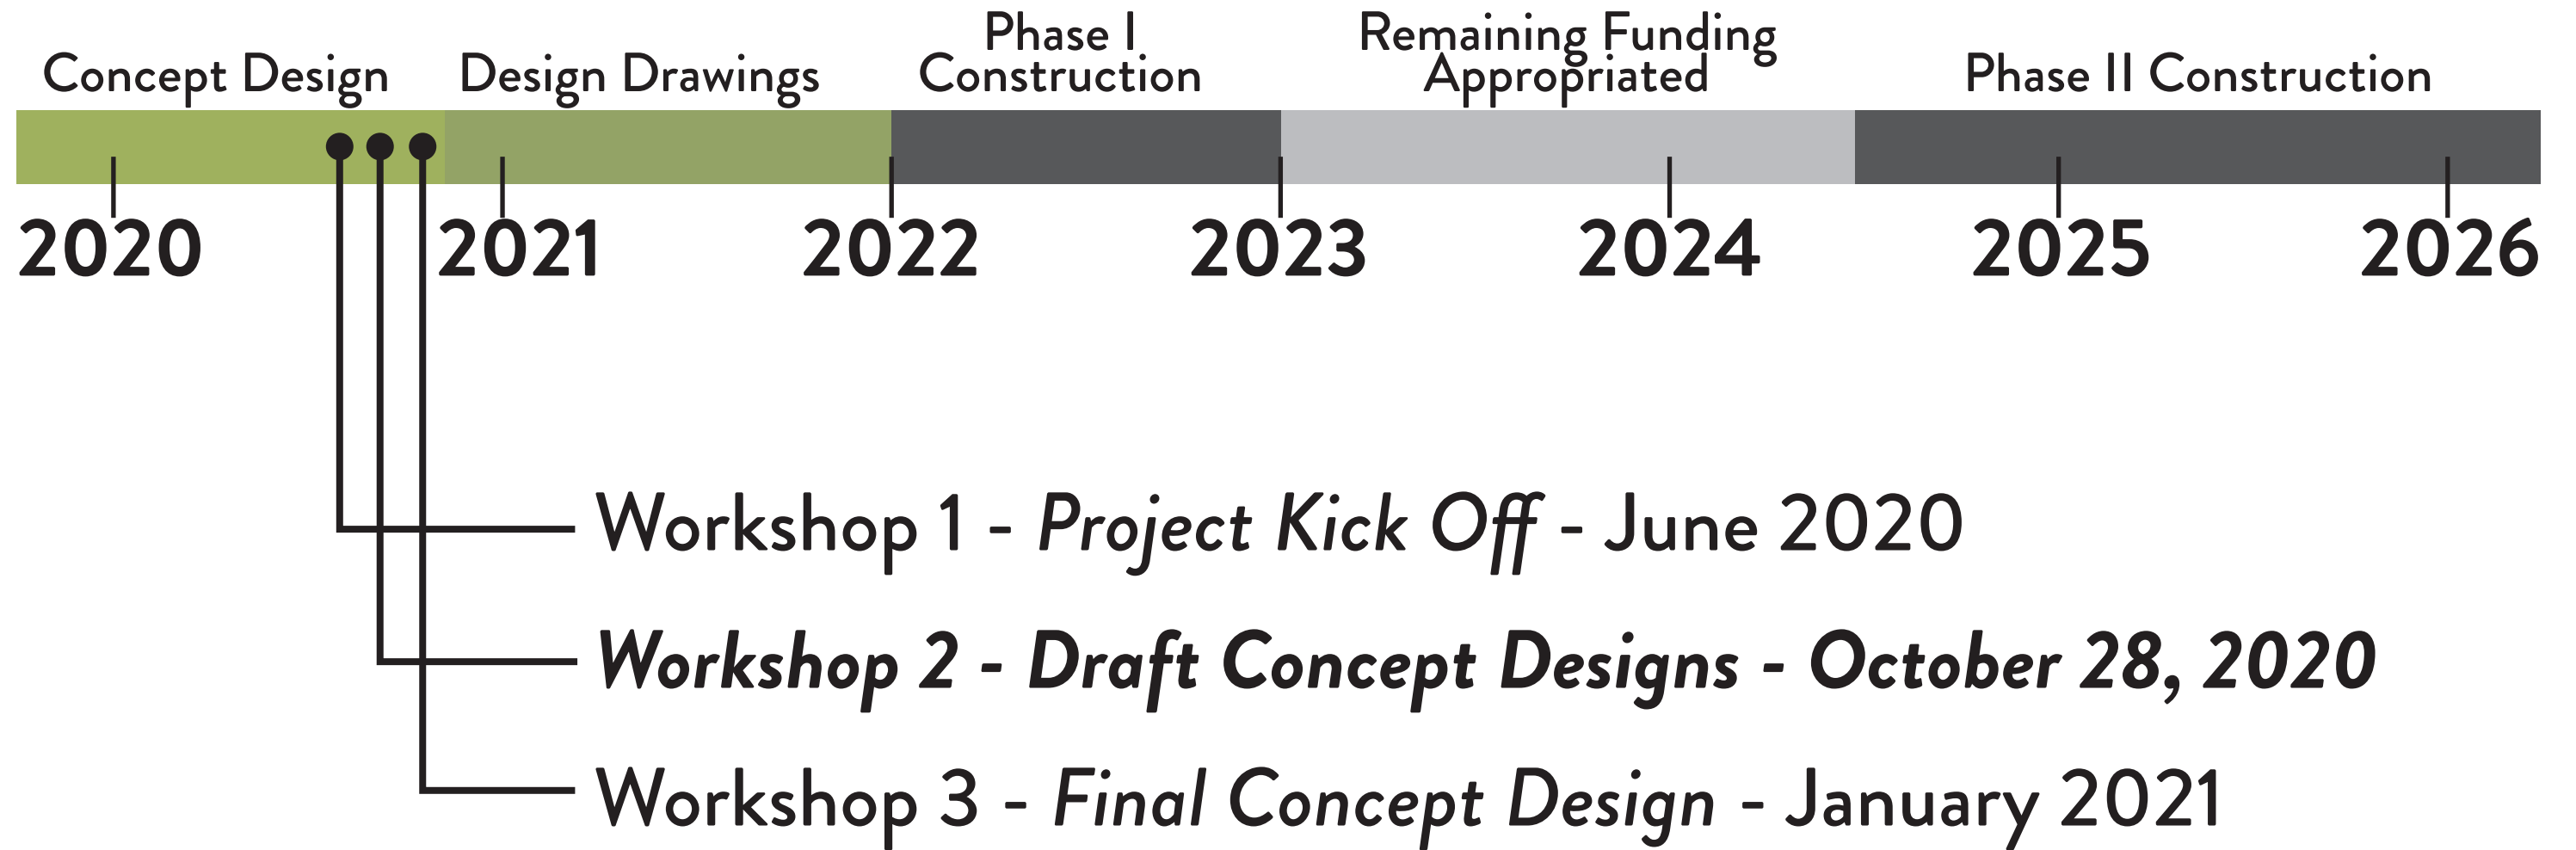 Concept Design
Design Drawings
Phase I
Construction
Remaining Funding
Appropriated
Phase II Construction
2020
2021
2022
2023
2024
2025
2026
Workshop 1 - Project Kick Off - June 2020
Workshop 2 - Draft Concept Designs - October 28, 2020
Workshop 3 - Final Concept Design - January 2021